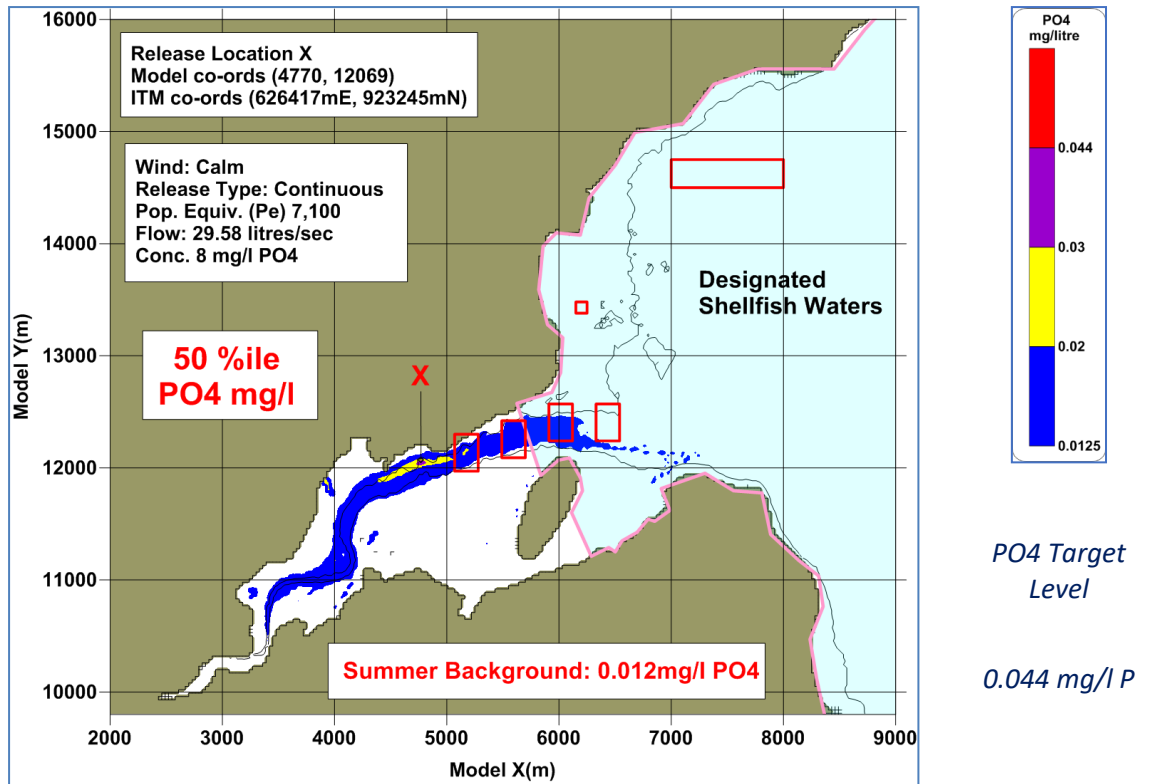 16000
15000
14000
13000
12000
11000
10000
Model Y(m)
Release Location X
Model co-ords (4770, 12069)
ITM co-ords (626417mE, 923245mN)
Wind: Calm
Release Type: Continuous
Pop. Equiv. (Pe) 7,100
Flow: 29.58 litres/sec
Conc. 8 mg/l PO4
Designated
Shellfish Waters
50 %ile
PO4 mg/l
X
Summer Background: 0.012mg/l PO4
2000
3000
4000
5000
6000
7000
8000
9000
Model X(m)
PO4
mg/litre
0.044
0.03
0.02
0.0125
PO4 Target
Level
0.044 mg/l P